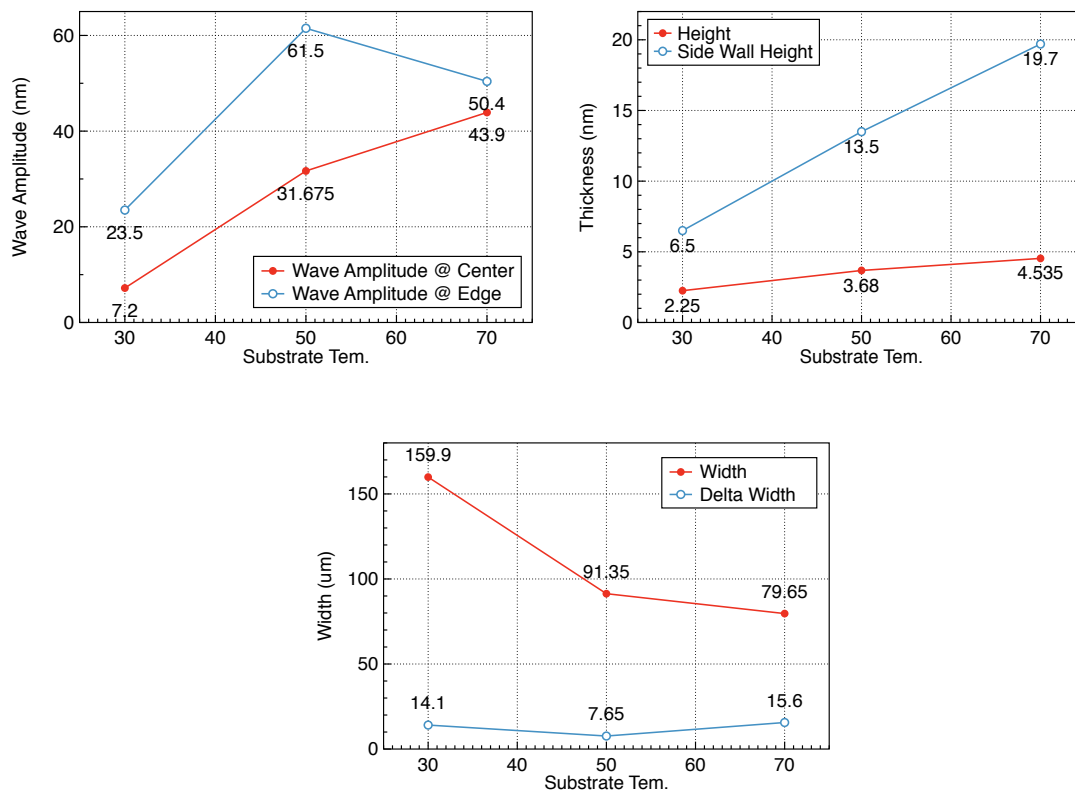 Wave Amplitude (nm)
60
40
20
0
61.5
50.4
43.9
31.675
23.5
7.2
Wave Amplitude @ Center
Wave Amplitude @ Edge
30 40 50 60 70
Substrate Tem.
Thickness (nm)
20
15
10
5
0
Height
Side Wall Height
19.7
13.5
6.5
4.535
3.68
2.25
30 40 50 60 70
Substrate Tem.
Width (um)
150
100
50
0
159.9
Width
Delta Width
91.35
79.65
14.1
7.65
15.6
30 40 50 60 70
Substrate Tem.